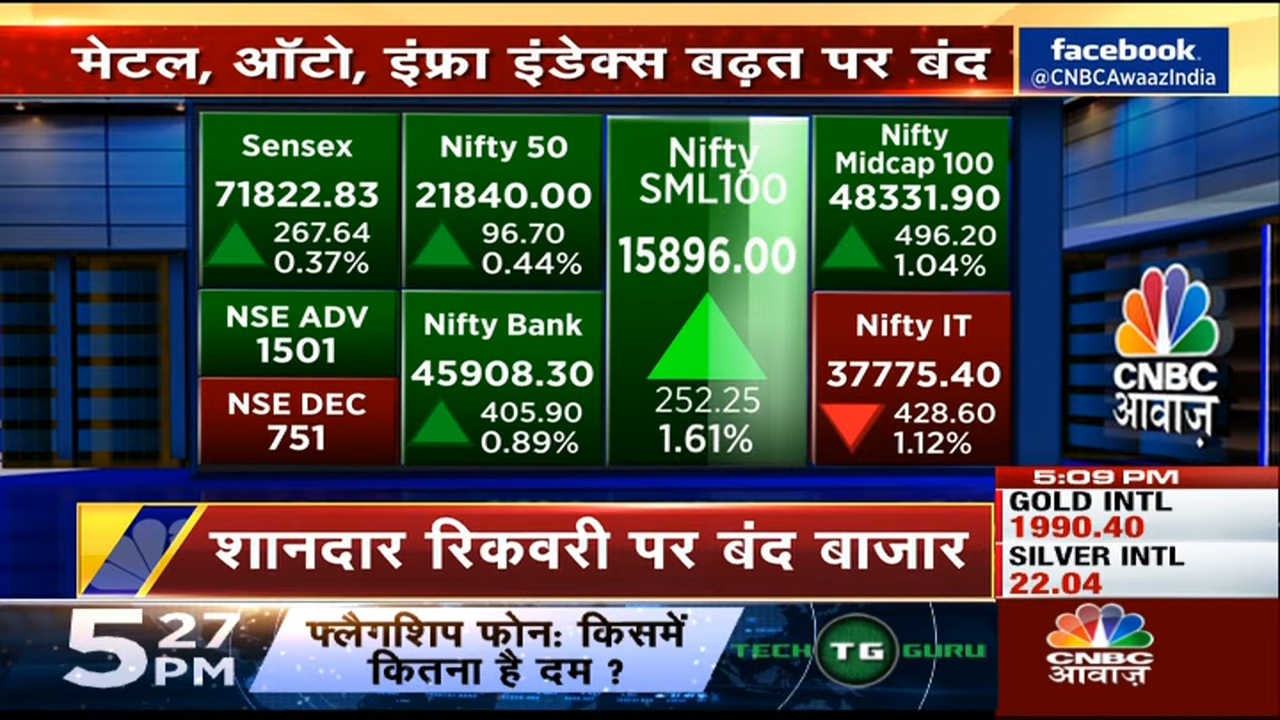 मेटल, ऑटो, इंफ्रा इंडेक्स बढ़त पर बंद
facebook
@CNBCAwaazIndia
Sensex
71822.83
267.64
0.37%
NSE ADV
1501
NSE DEC
751
Nifty 50
21840.00
96.70
0.44%
Nifty Bank
45908.30
405.90
0.89%
Nifty
SML100
15896.00
252.25
1.61%
Nifty
Midcap 100
48331.90
496.20
1.04%
Nifty IT
37775.40
428.60
1.12%
CNBC
आवाज़
5:09 PM
GOLD INTL
1990.40
SILVER INTL
22.04
शानदार रिकवरी पर बंद बाजार
5 27 PM
फ्लैगशिप फोन: किसमें
कितना है दम ?
TECH TG GURU
CNBC
आवाज़